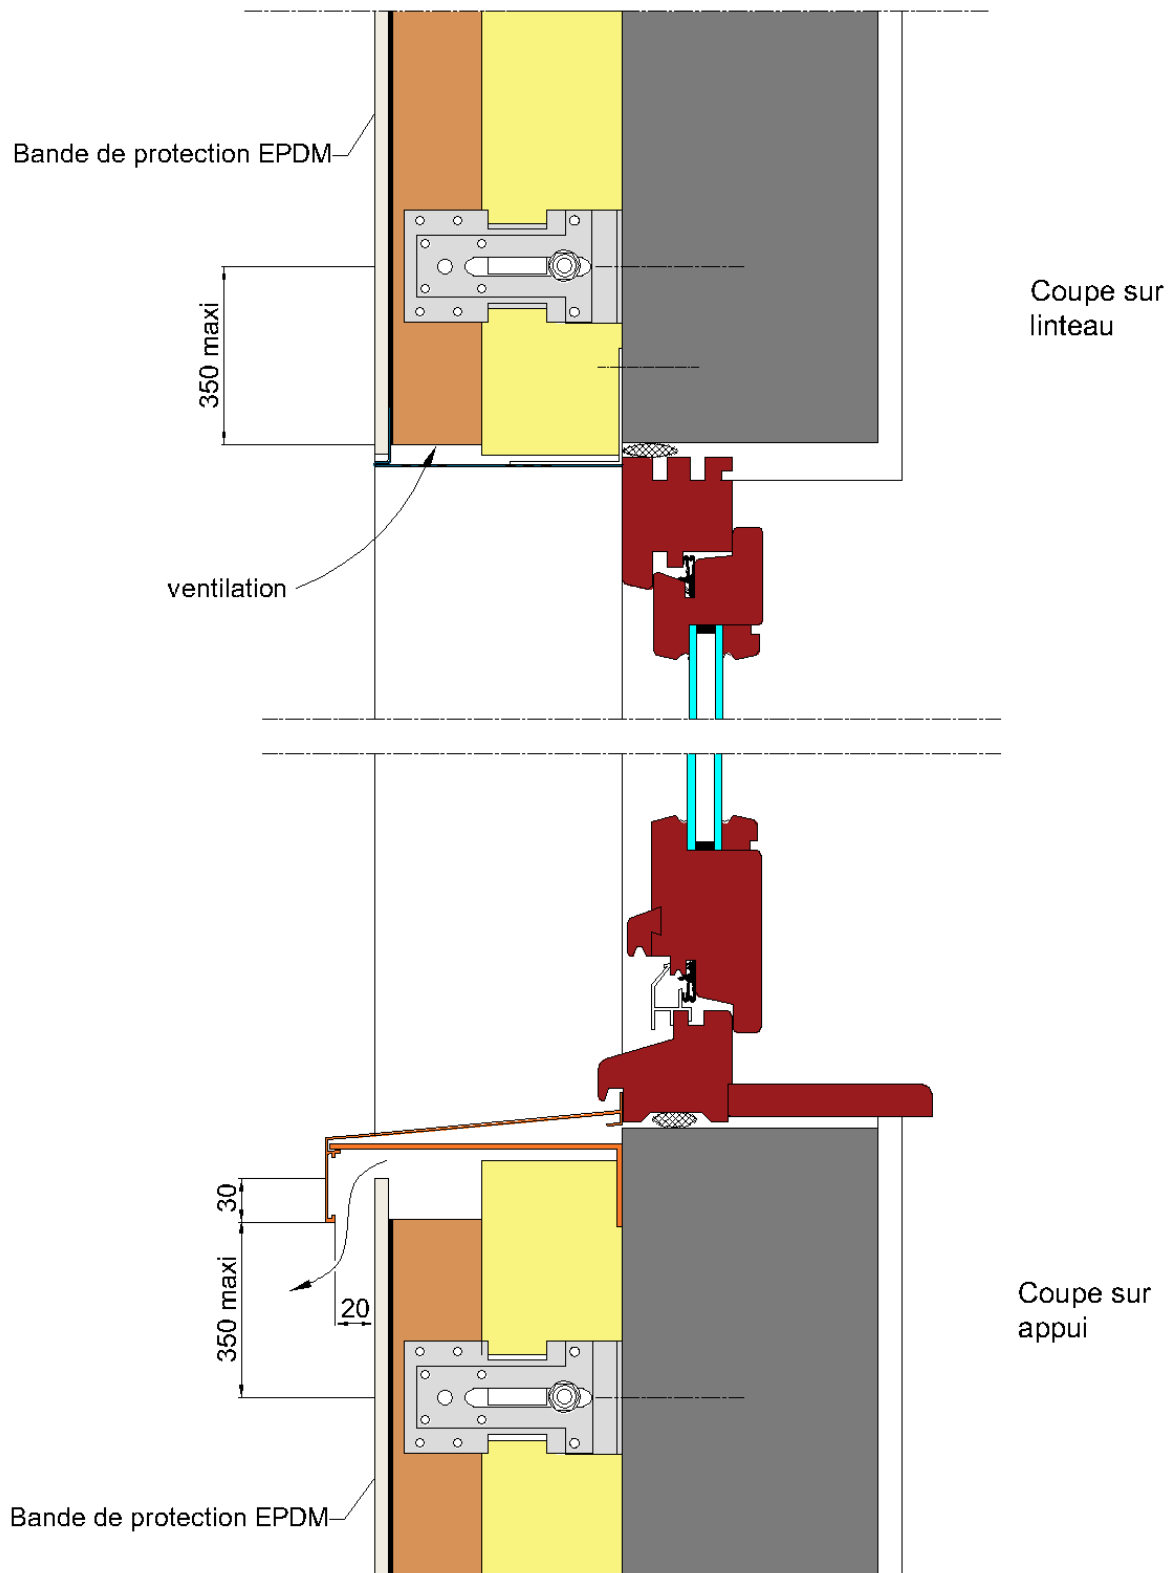 Bande de protection EPDM
350 maxi
Coupe sur
linteau
ventilation
30
350 maxi
20
Coupe sur
appui
Bande de protection EPDM